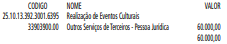 CODIGO NOME VALOR
25.10.13.392.3001.6395 Realização de Eventos Culturais
33903900.00 Outros Serviços de Terceiros - Pessoa Jurídica 60.000,00
60.000,00